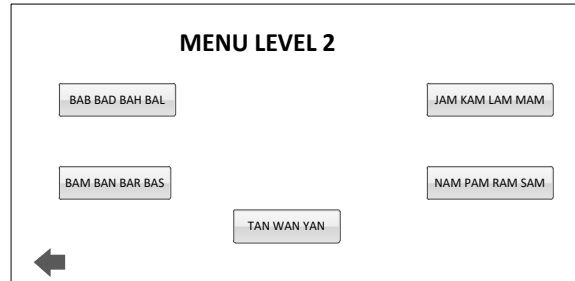 MENU LEVEL 2
BAB BAD BAH BAL
JAM KAM LAM MAM
BAM BAN BAR BAS
NAM PAM RAM SAM
TAN WAN YAN